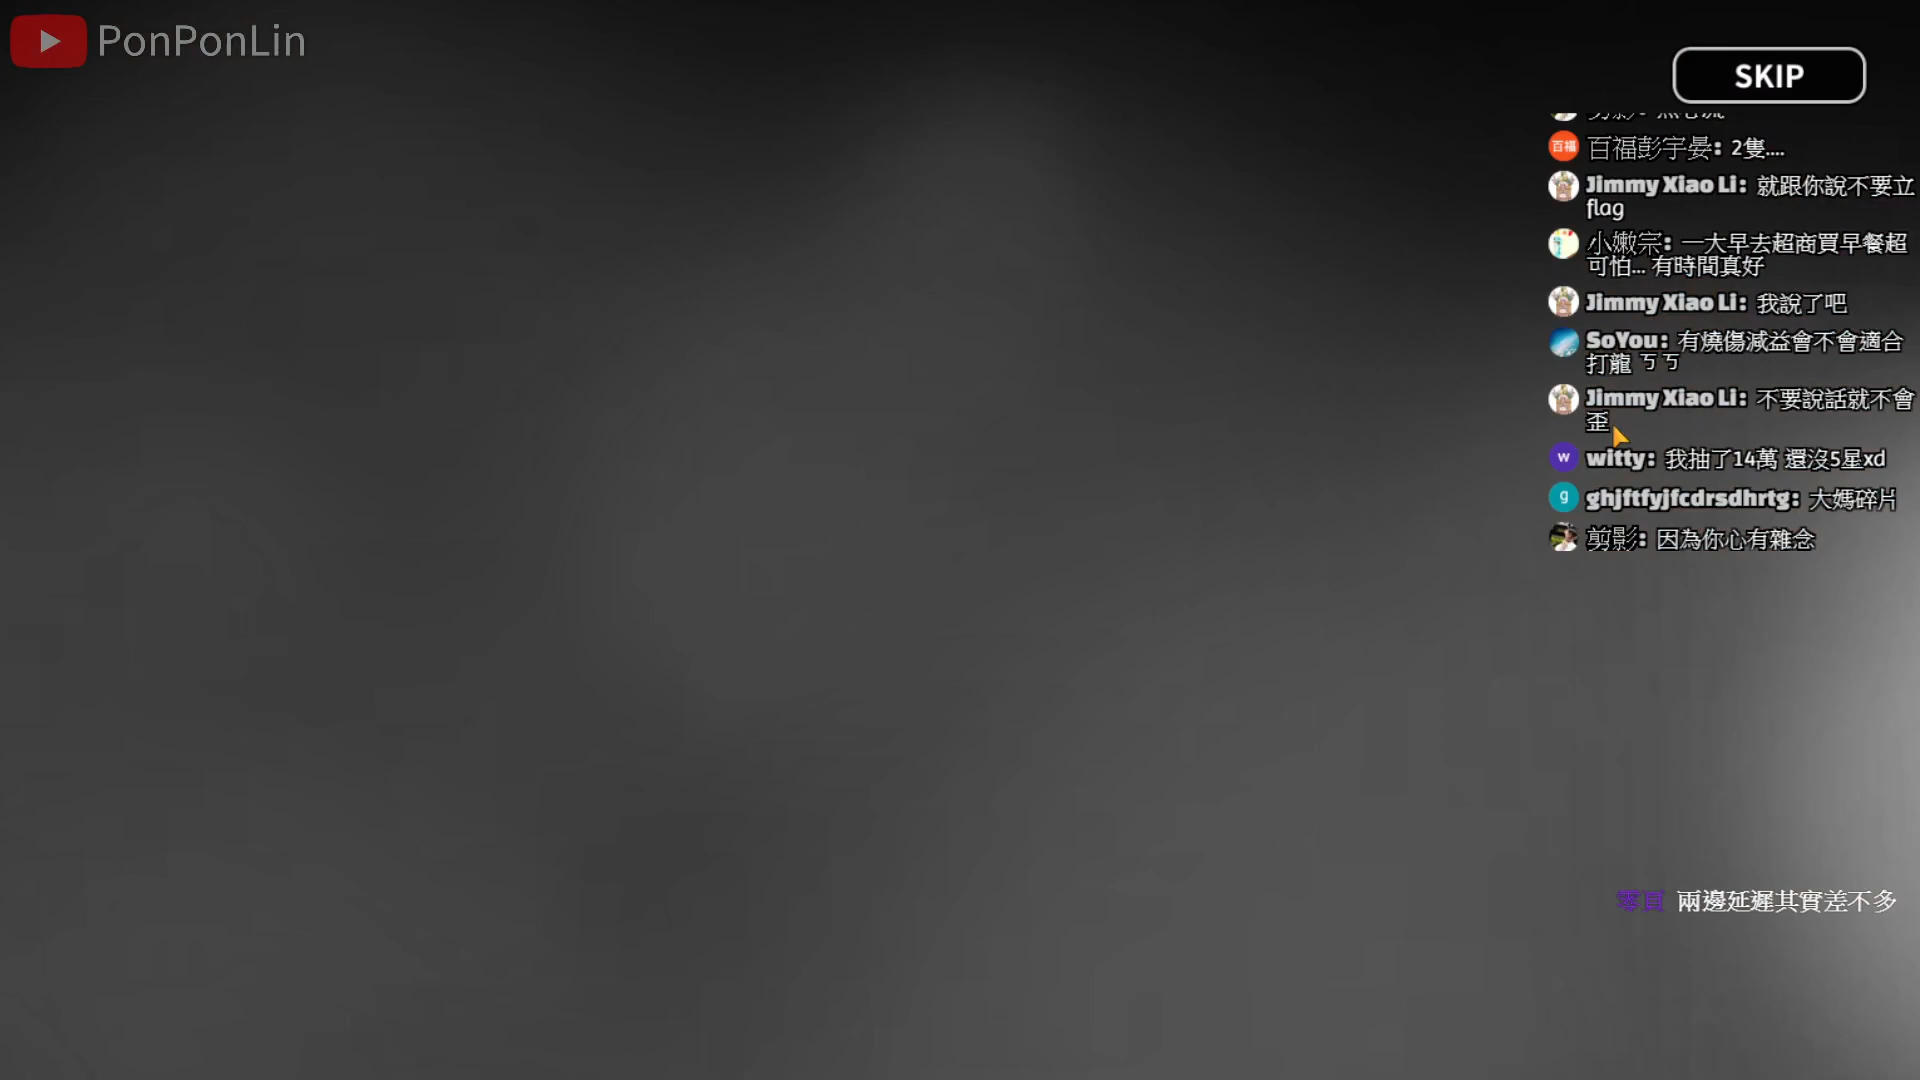 PonPonLin
SKIP
百福
百福彭宇晏: 2隻....
Jimmy Xiao Li: 就跟你說不要立
flag
小嫩宗: 一大早去超商買早餐超
可怕... 有時間真好
Jimmy Xiao Li: 我說了吧
SoYou: 有燒傷減益會不會適合
打龍 ㄎㄎ
Jimmy Xiao Li: 不要說話就不會
歪
w witty: 我抽了14萬 還沒5星xd
g ghjftfyjfcdrsdhrtg: 大媽碎片
剪影: 因為你心有雜念
零頁 兩邊延遲其實差不多